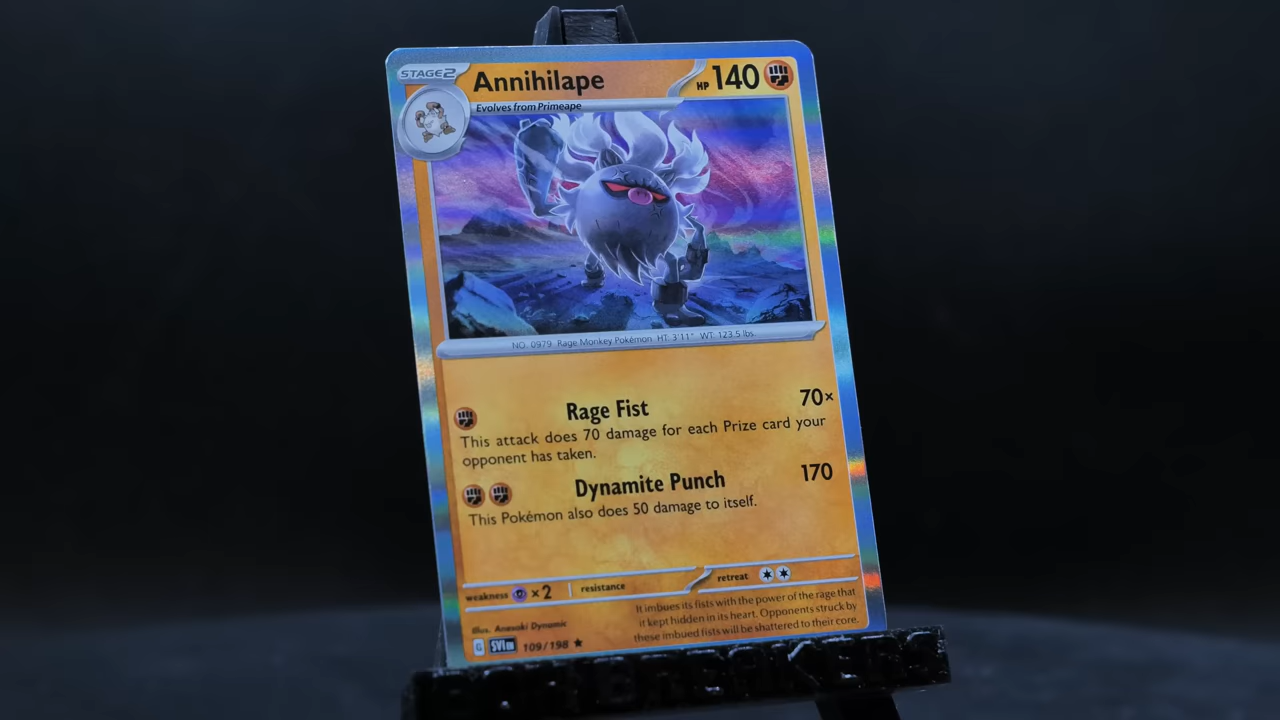 STAGE2 Annihilape HP 140
Evolves from Primeape
NO. 0979 Rage Monkey Pokémon HT: 3'11" WT: 123.5 lbs
Rage Fist 70×
This attack does 70 damage for each Prize card your
opponent has taken.
Dynamite Punch 170
This Pokémon also does 50 damage to itself.
weakness ×2 resistance retreat
It imbues its fists with the power of the rage that
it kept hidden in its heart. Opponents struck by
these imbued fists will be shattered to their core.
Illus. Anesaki Dynamic
G SVI EN 109/198 ★